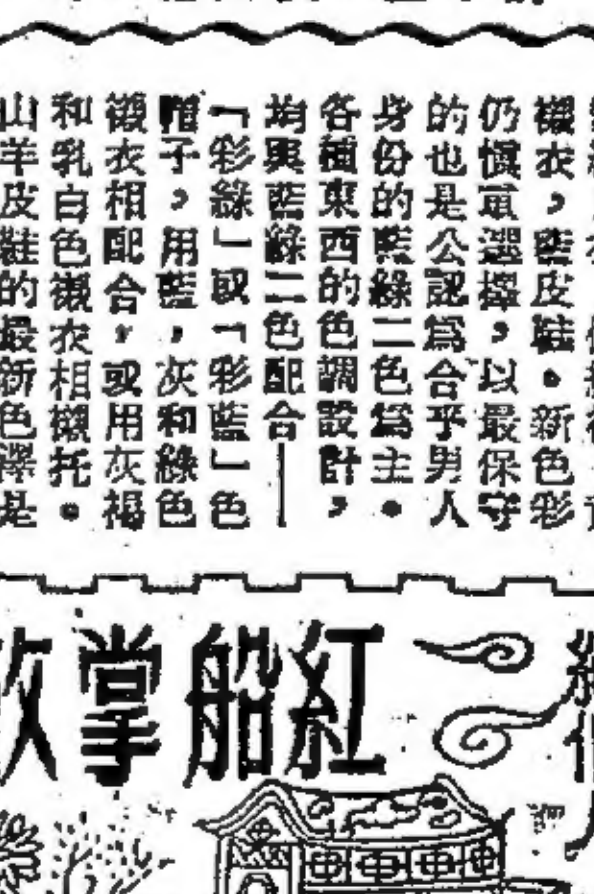 襯衣，藍皮鞋。新色彩
仍慎重選擇，以最保守
的也是公認爲合乎男人
身份的藍綠二色爲主。
各種東西的色調設計，
均與藍綠二色配合——
「彩綠」或「彩藍」色
帽子，用藍，灰和綠色
襯衣相配合，或用灰褐
和乳白色襯衣相襯托。
山羊皮鞋的最新色澤是
紅船掌故